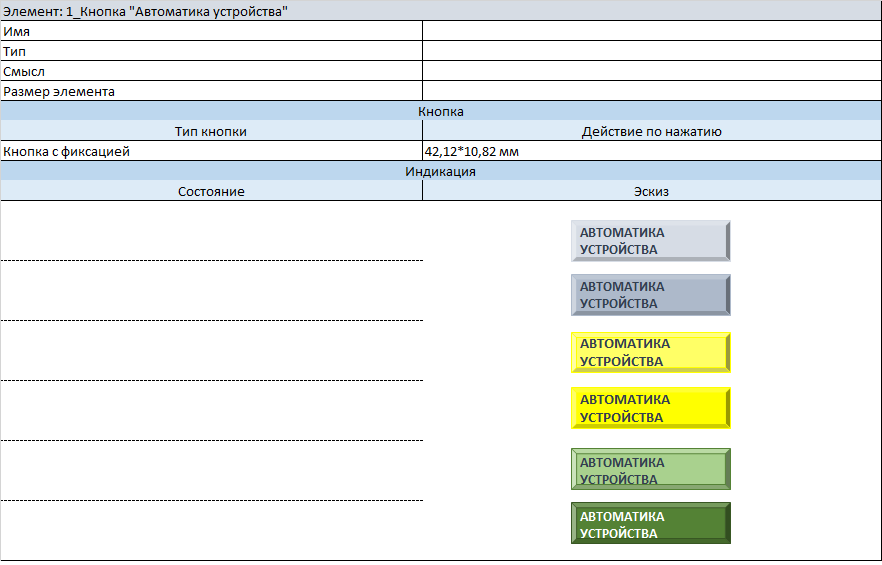 Элемент: 1_Кнопка "Автоматика устройства"
Имя
Тип
Смысл
Размер элемента
Кнопка
Тип кнопки Действие по нажатию
Кнопка с фиксацией 42,12*10,82 мм
Индикация
Состояние Эскиз
АВТОМАТИКА
УСТРОЙСТВА
АВТОМАТИКА
УСТРОЙСТВА
АВТОМАТИКА
УСТРОЙСТВА
АВТОМАТИКА
УСТРОЙСТВА
АВТОМАТИКА
УСТРОЙСТВА
АВТОМАТИКА
УСТРОЙСТВА